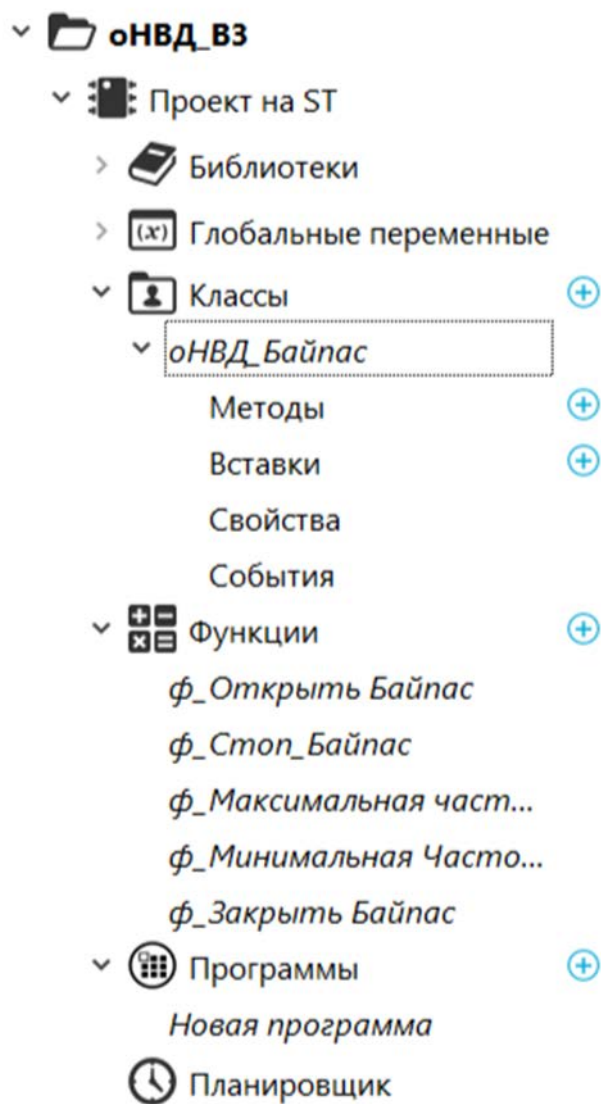 оНВД_ВЗ
Проект на ST
Библиотеки
(x) Глобальные переменные
Классы
оНВД_Байпас
Методы
Вставки
Свойства
События
Функции
ф_Открыть Байпас
ф_Стоп_Байпас
ф_Максимальная част...
ф_Минимальная Часто...
ф_Закрыть Байпас
Программы
Новая программа
Планировщик